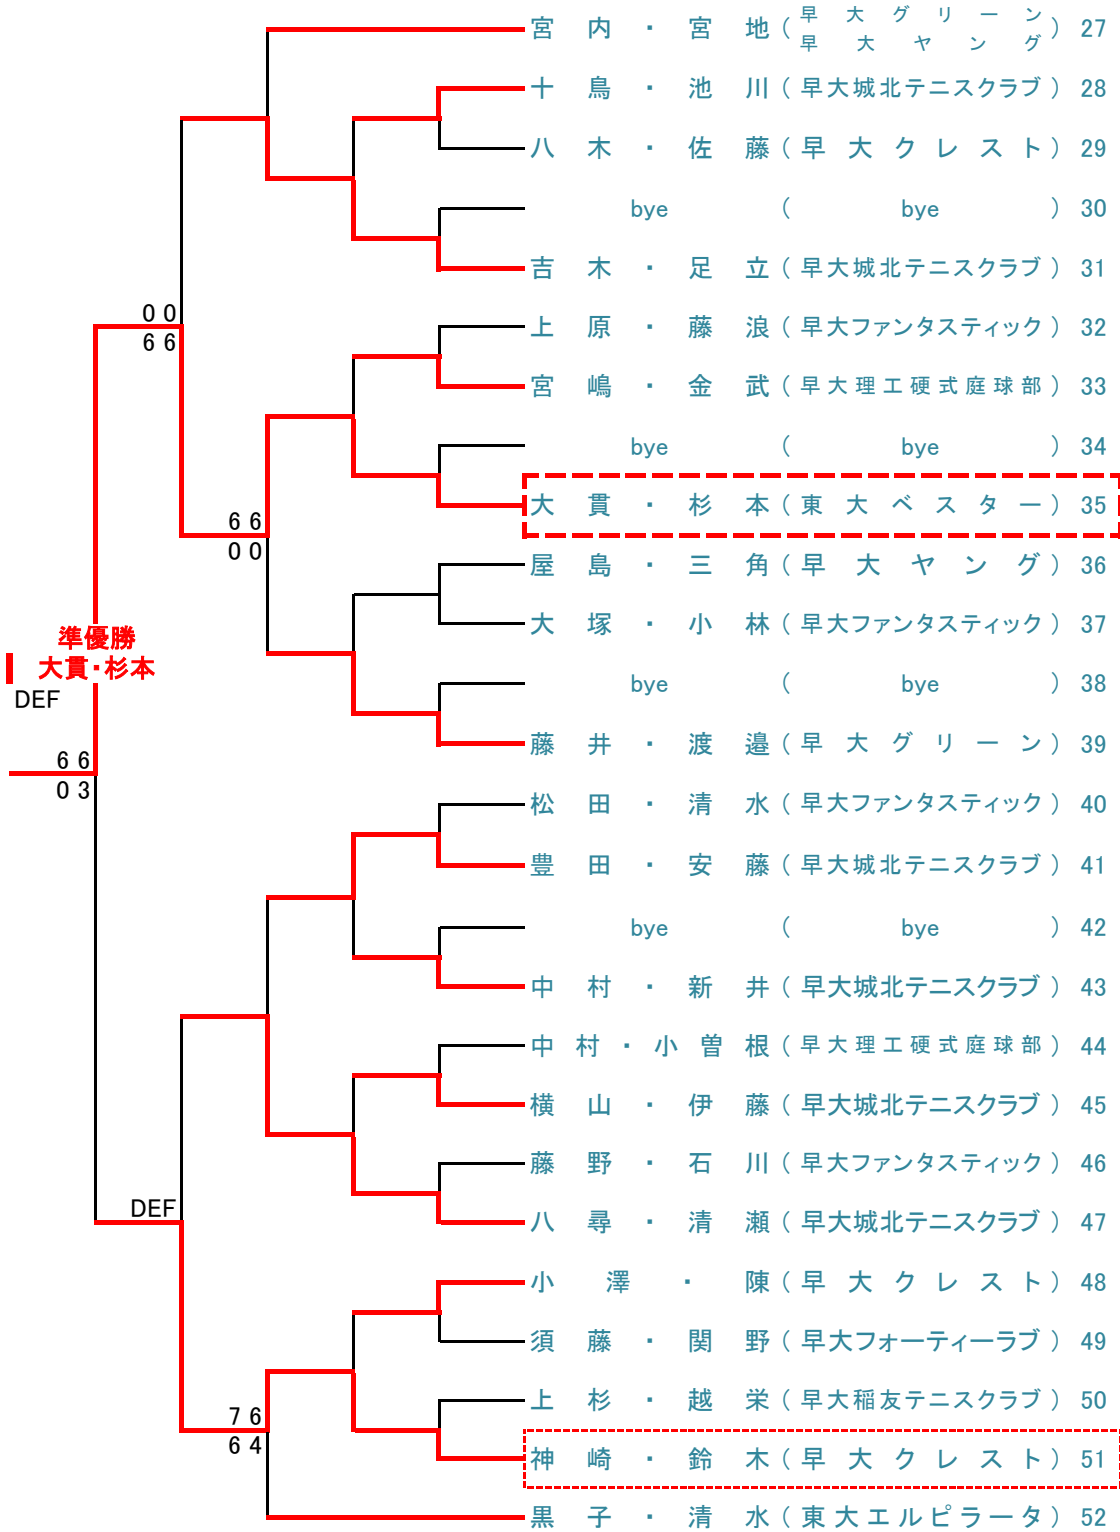 宮内・宮地(早大グリーン 早大ヤング) 27
十鳥・池川(早大城北テニスクラブ) 28
八木・佐藤(早大クレスト) 29
bye ( bye ) 30
吉木・足立(早大城北テニスクラブ) 31
0 0
6 6
上原・藤浪(早大ファンタスティック) 32
宮嶋・金武(早大理工硬式庭球部) 33
bye ( bye ) 34
大貫・杉本(東大ベスター) 35
6 6
0 0
屋島・三角(早大ヤング) 36
大塚・小林(早大ファンタスティック) 37
準優勝
大貫・杉本
DEF
bye ( bye ) 38
藤井・渡邉(早大グリーン) 39
6 6
0 3
松田・清水(早大ファンタスティック) 40
豊田・安藤(早大城北テニスクラブ) 41
bye ( bye ) 42
中村・新井(早大城北テニスクラブ) 43
中村・小曽根(早大理工硬式庭球部) 44
横山・伊藤(早大城北テニスクラブ) 45
藤野・石川(早大ファンタスティック) 46
DEF
八尋・清瀬(早大城北テニスクラブ) 47
小澤・陳(早大クレスト) 48
須藤・関野(早大フォーティーラブ) 49
上杉・越栄(早大稲友テニスクラブ) 50
7 6
6 4
神崎・鈴木(早大クレスト) 51
黒子・清水(東大エルピラータ) 52